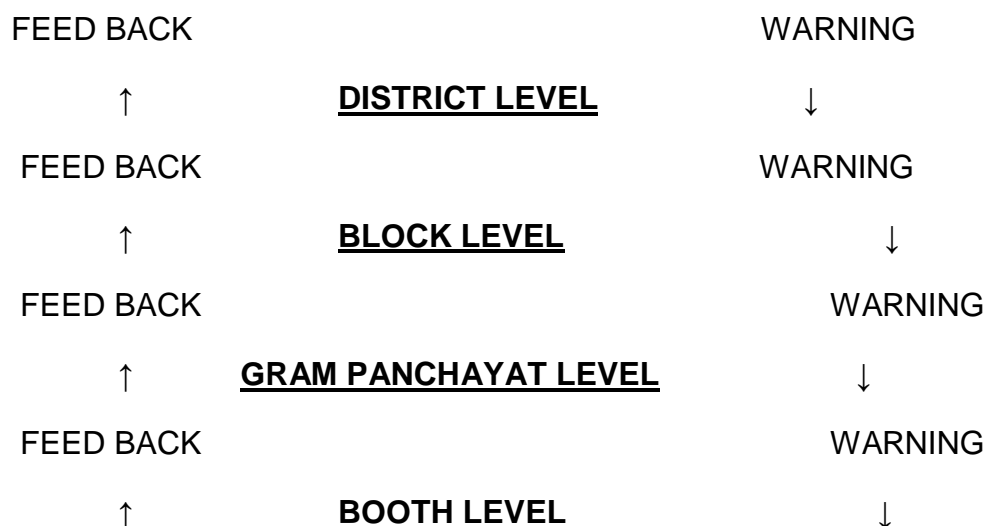 FEED BACK WARNING
↑ DISTRICT LEVEL ↓
FEED BACK WARNING
↑ BLOCK LEVEL ↓
FEED BACK WARNING
↑ GRAM PANCHAYAT LEVEL ↓
FEED BACK WARNING
↑ BOOTH LEVEL ↓